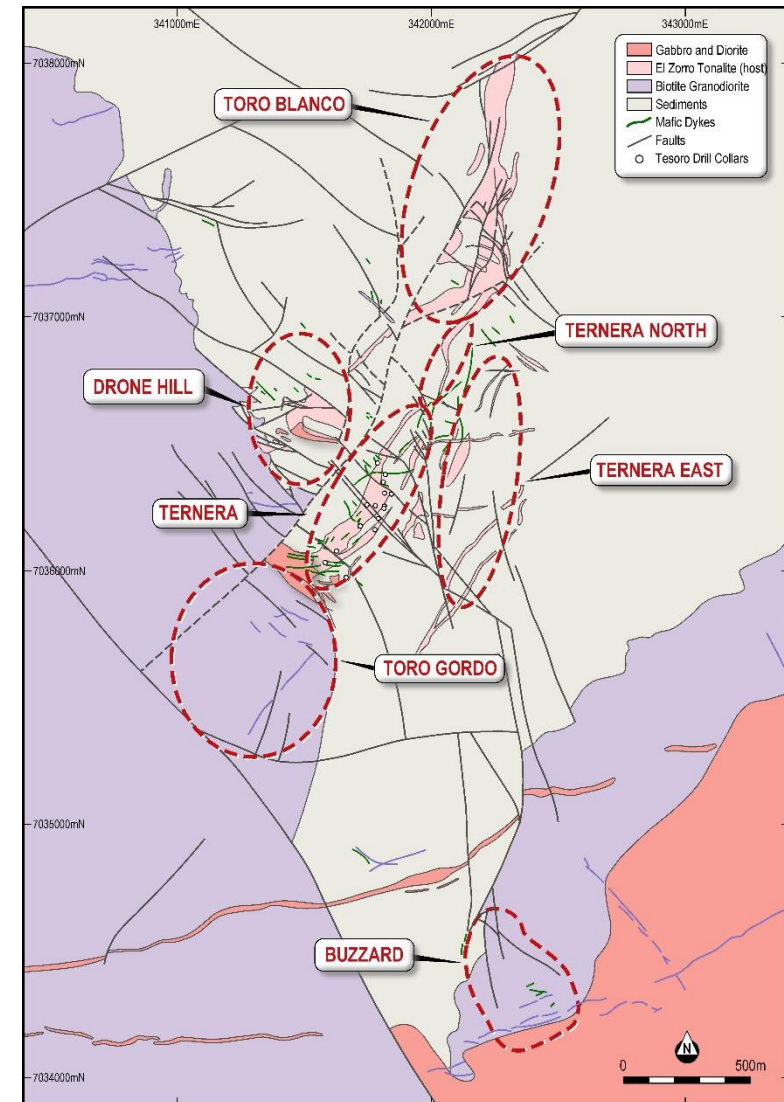 341000mE
342000mE
343000mE
7038000mN
7037000mN
7036000mN
7035000mN
7034000mN
Gabbro and Diorite
El Zorro Tonalite (host)
Biotite Granodiorite
Sediments
Mafic Dykes
Faults
Tesoro Drill Collars
TORO BLANCO
TERNERA NORTH
DRONE HILL
TERNERA EAST
TERNERA
TORO GORDO
BUZZARD
N
0
500m